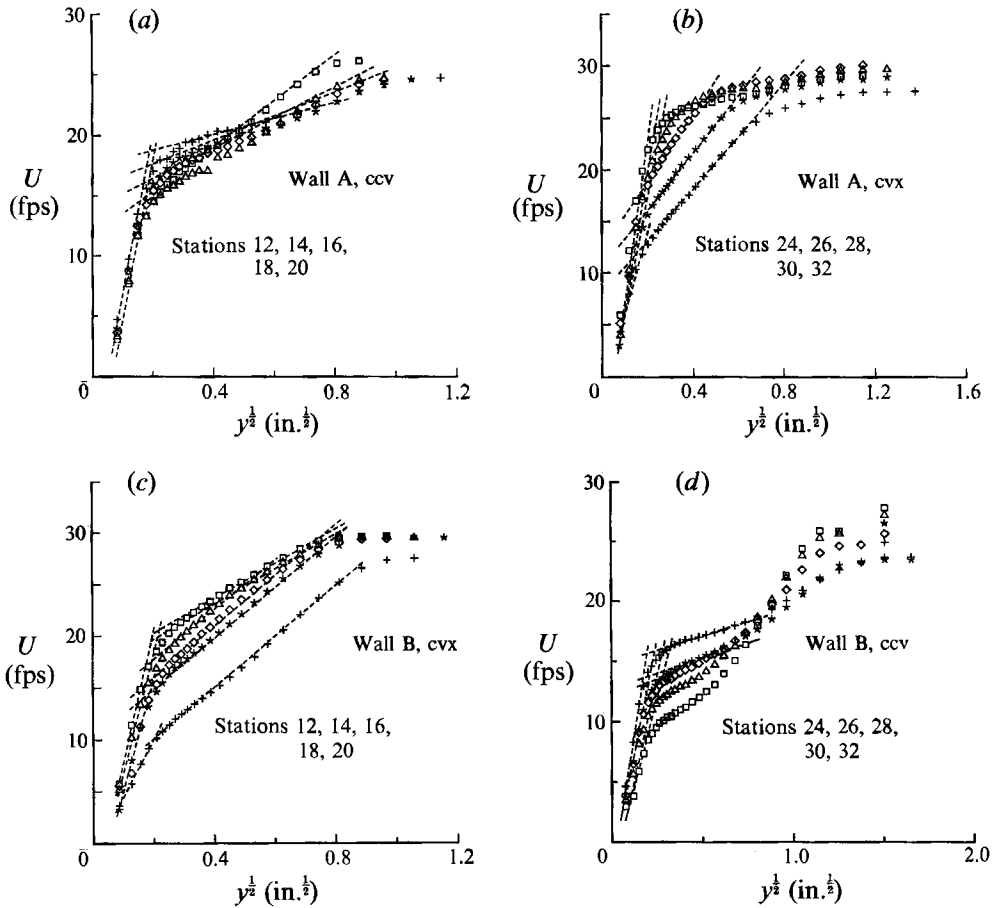 (a)
30
20
10
0
U
(fps)
Wall A, ccv
Stations 12, 14, 16,
18, 20
0.4
0.8
1.2
y^{1/2} (in.^{1/2})
(b)
30
20
10
0
U
(fps)
Wall A, cvx
Stations 24, 26, 28,
30, 32
0.4
0.8
1.6
y^{1/2} (in.^{1/2})
(c)
30
20
10
0
U
(fps)
Wall B, cvx
Stations 12, 14, 16,
18, 20
0.4
0.8
1.2
y^{1/2} (in.^{1/2})
(d)
30
20
10
0
U
(fps)
Wall B, ccv
Stations 24, 26, 28,
30, 32
1.0
2.0
y^{1/2} (in.^{1/2})